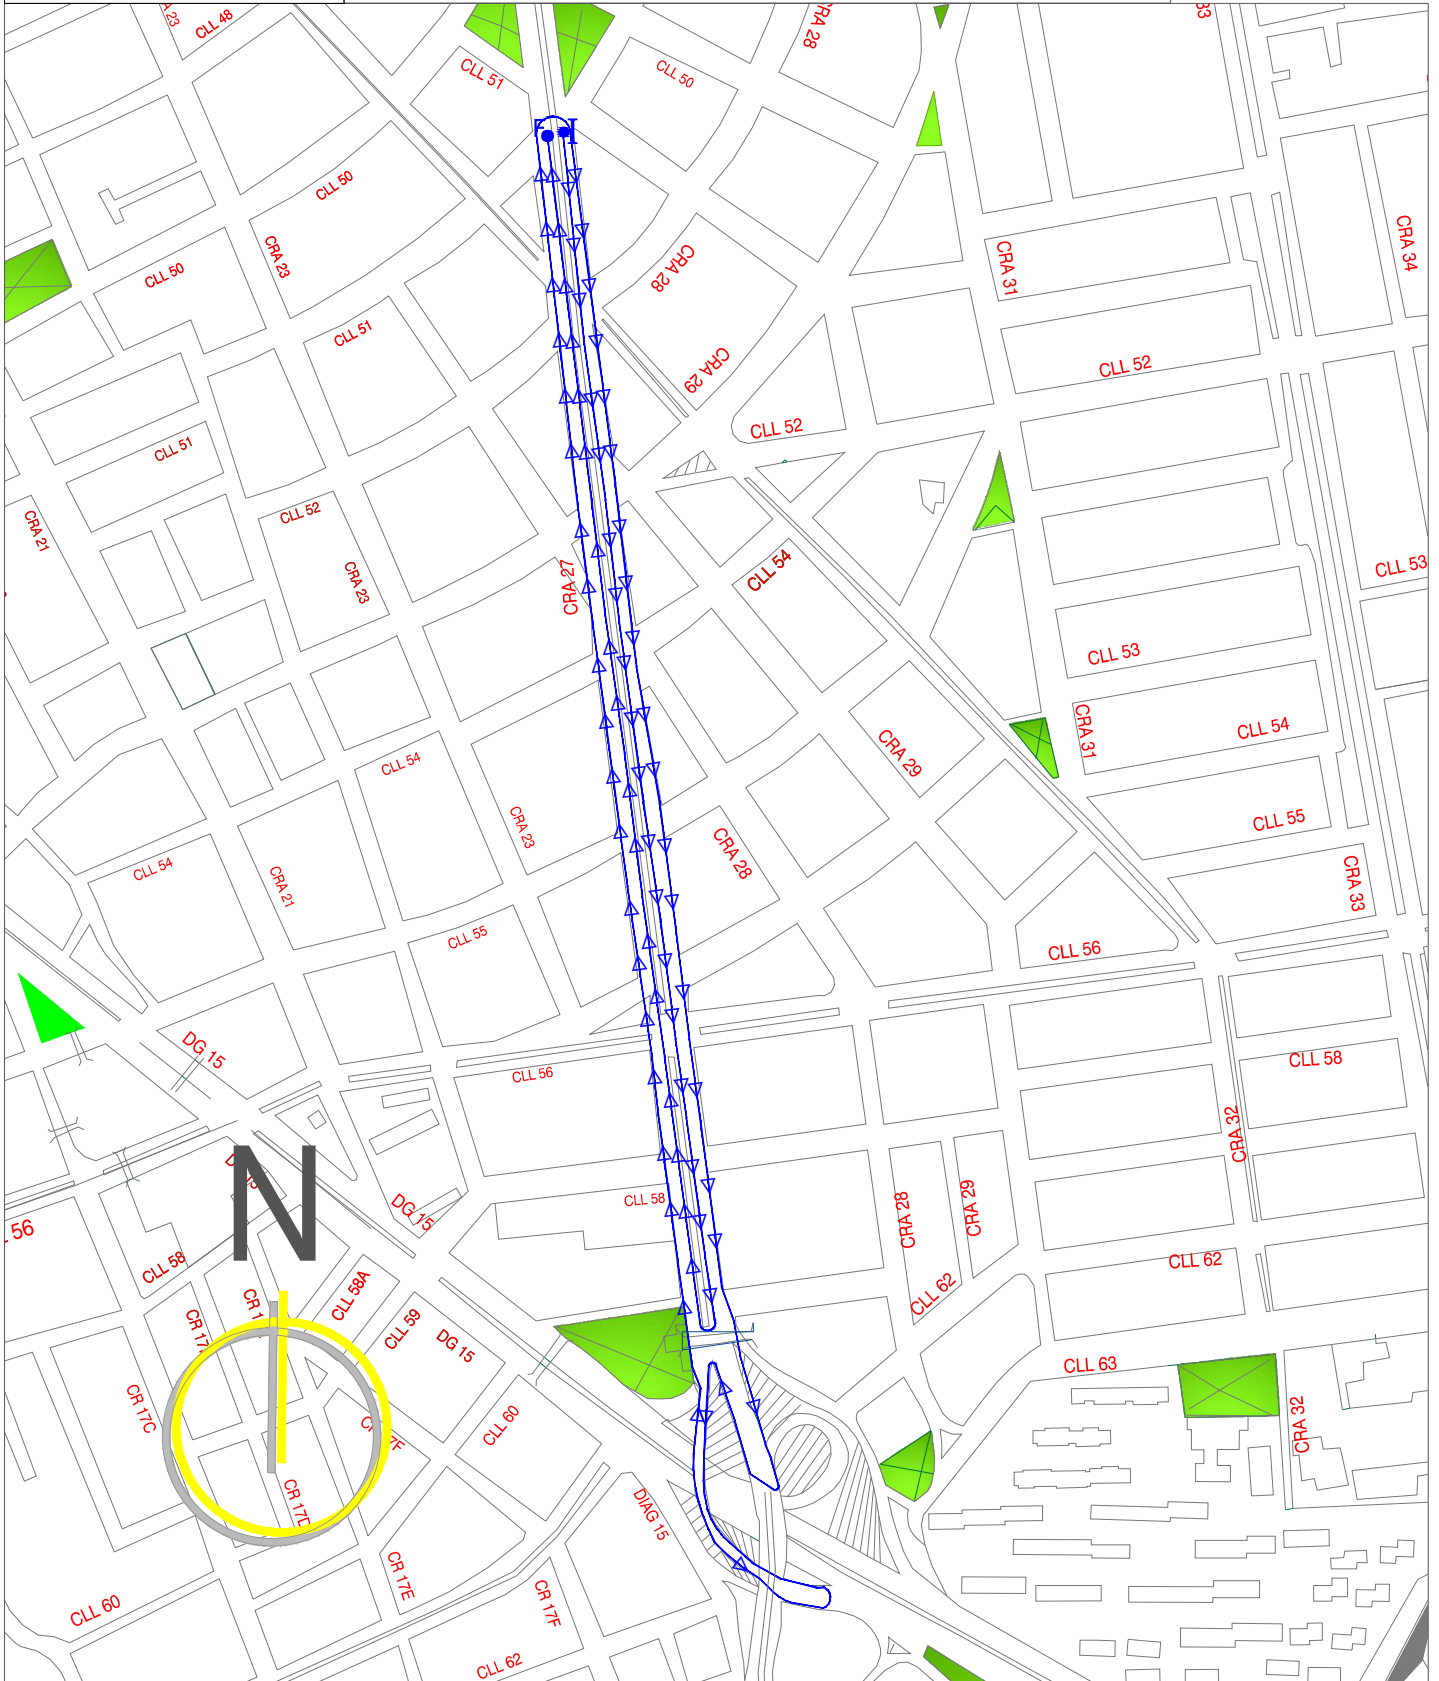 CLL 48
CRA 28
CLL 51
CLL 50
F
I
CLL 50
CRA 34
CRA 23
CRA 28
CRA 31
CLL 50
CLL 51
CLL 52
CRA 29
CLL 52
CLL 51
CLL 52
CRA 21
CLL 54
CLL 53
CRA 23
CRA 27
CLL 53
CRA 31
CLL 54
CRA 29
CLL 54
CRA 23
CLL 55
CRA 28
CLL 54
CRA 21
CRA 33
CLL 55
CLL 56
DG 15
CLL 58
CLL 56
CRA 32
N
CLL 58
DG 15
CRA 28
CRA 29
56
CLL 58
CLL 62
CLL 58A
CLL 62
CLL 59
DG 15
CLL 63
CR 17C
CLL 60
CRA 32
CR 17D
DIAG 15
CR 17E
CR 17F
CLL 60
CLL 62